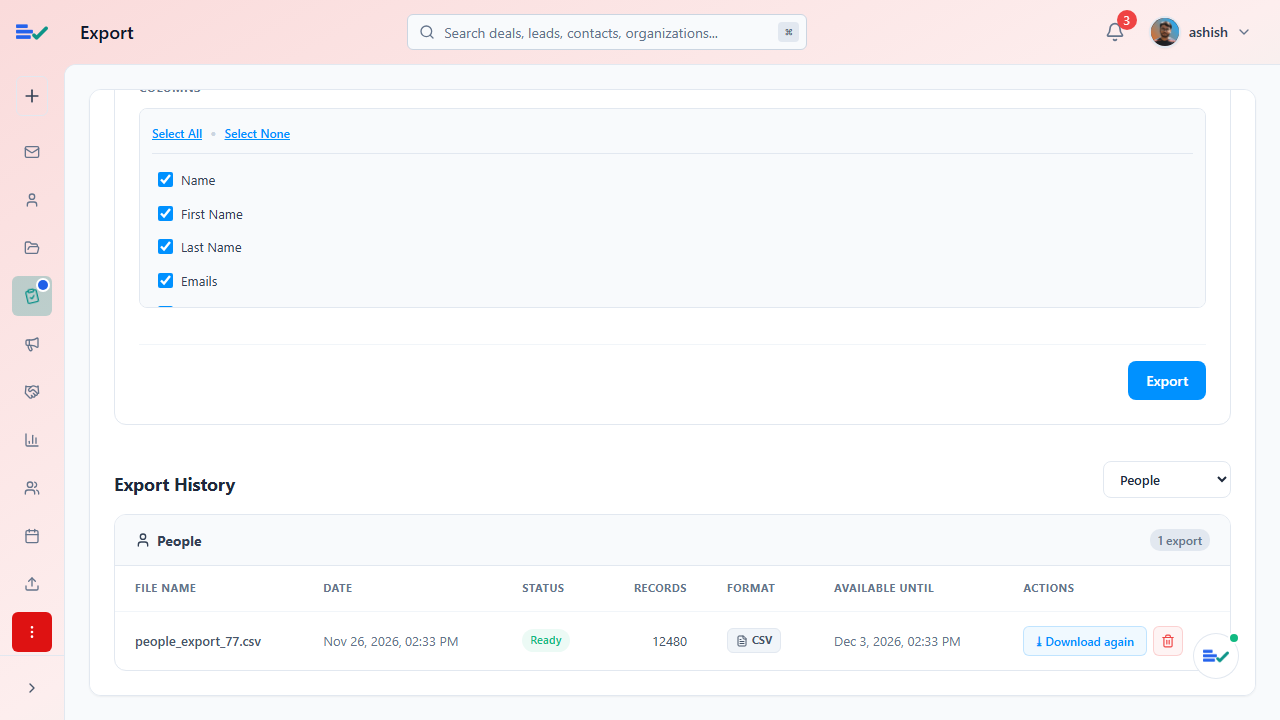 Export
Search deals, leads, contacts, organizations...
⌘
3
ashish
COLUMNS
Select All • Select None
Name
First Name
Last Name
Emails
Export
Export History
People
People
1 export
FILE NAME DATE STATUS RECORDS FORMAT AVAILABLE UNTIL ACTIONS
people_export_77.csv Nov 26, 2026, 02:33 PM Ready 12480 CSV Dec 3, 2026, 02:33 PM Download again